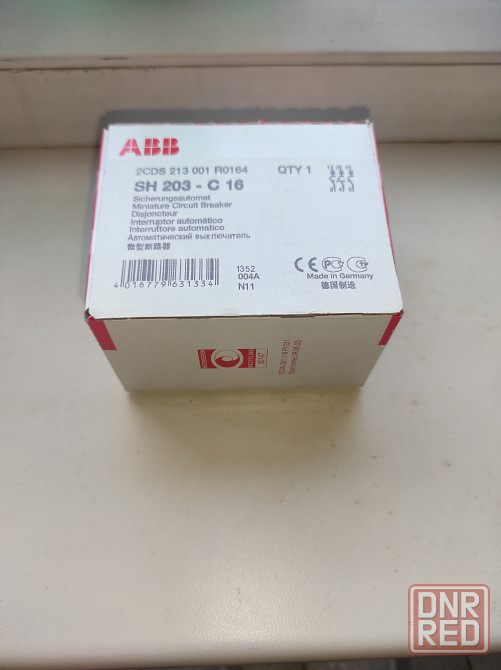 ABB
2CDS 213 001 R0164 QTY 1
SH 203 - C 16
Sicherungsautomat
Miniature Circuit Breaker
Disjoncteur
Interruptor automático
Interruttore automatico
Автоматический выключатель
微型断路器
4 016779 631334
1352
004A
N11
CE
Made in Germany
德国制造
DNR
RED